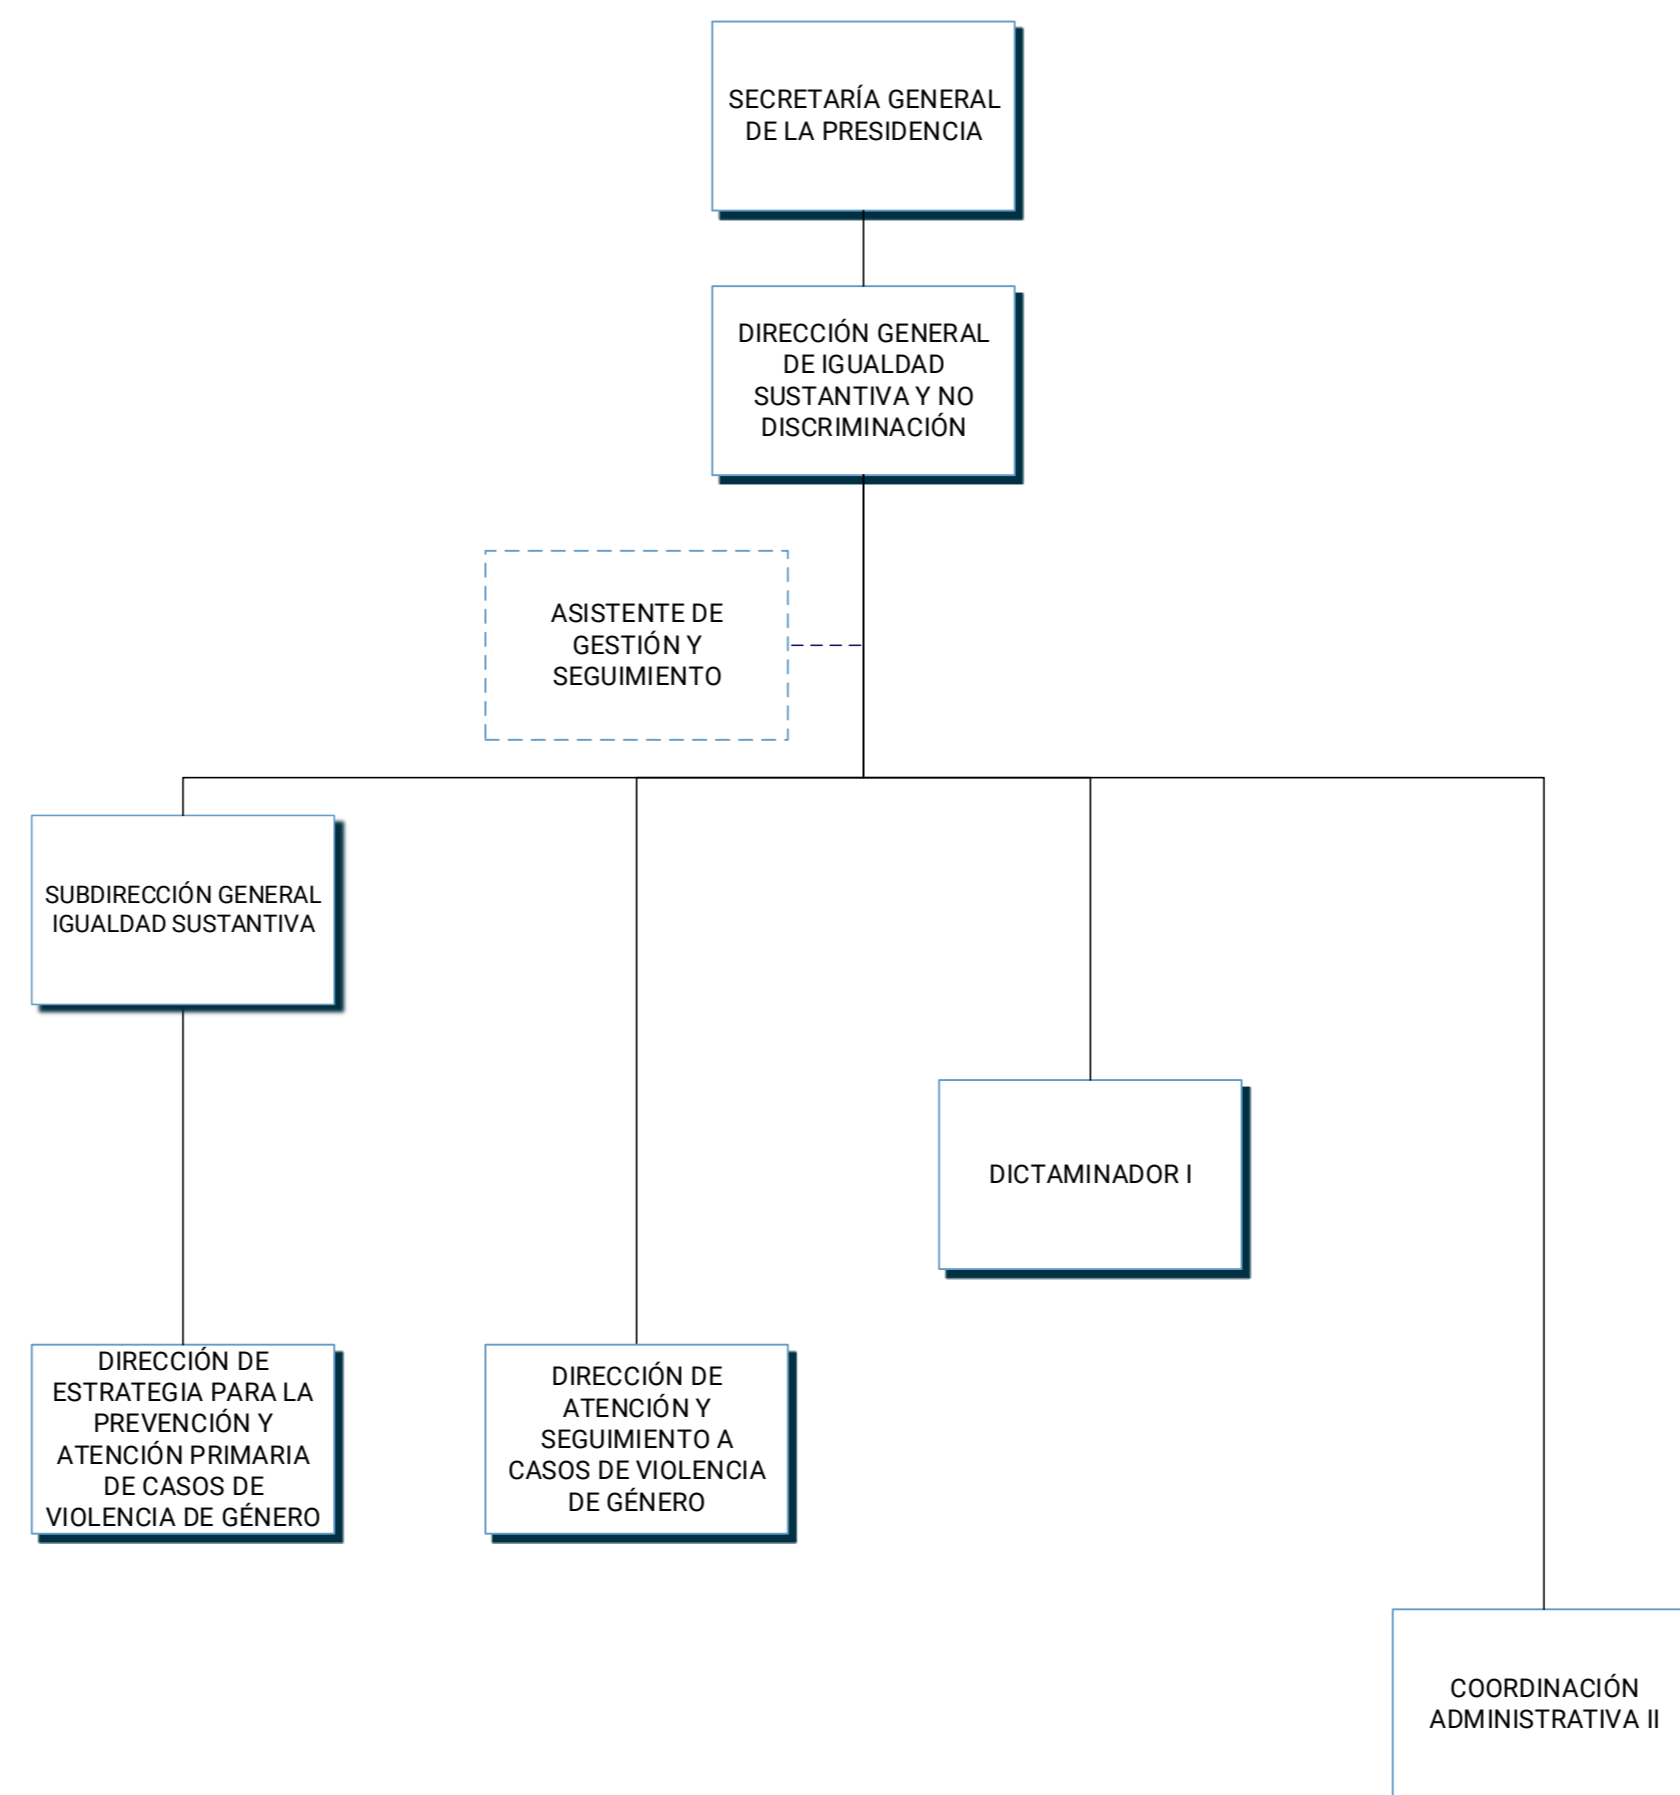 SECRETARÍA GENERAL
DE LA PRESIDENCIA
DIRECCIÓN GENERAL
DE IGUALDAD
SUSTANTIVA Y NO
DISCRIMINACIÓN
ASISTENTE DE
GESTIÓN Y
SEGUIMIENTO
SUBDIRECCIÓN GENERAL
IGUALDAD SUSTANTIVA
DICTAMINADOR I
DIRECCIÓN DE
ESTRATEGIA PARA LA
PREVENCIÓN Y
ATENCIÓN PRIMARIA
DE CASOS DE
VIOLENCIA DE GÉNERO
DIRECCIÓN DE
ATENCIÓN Y
SEGUIMIENTO A
CASOS DE VIOLENCIA
DE GÉNERO
COORDINACIÓN
ADMINISTRATIVA II